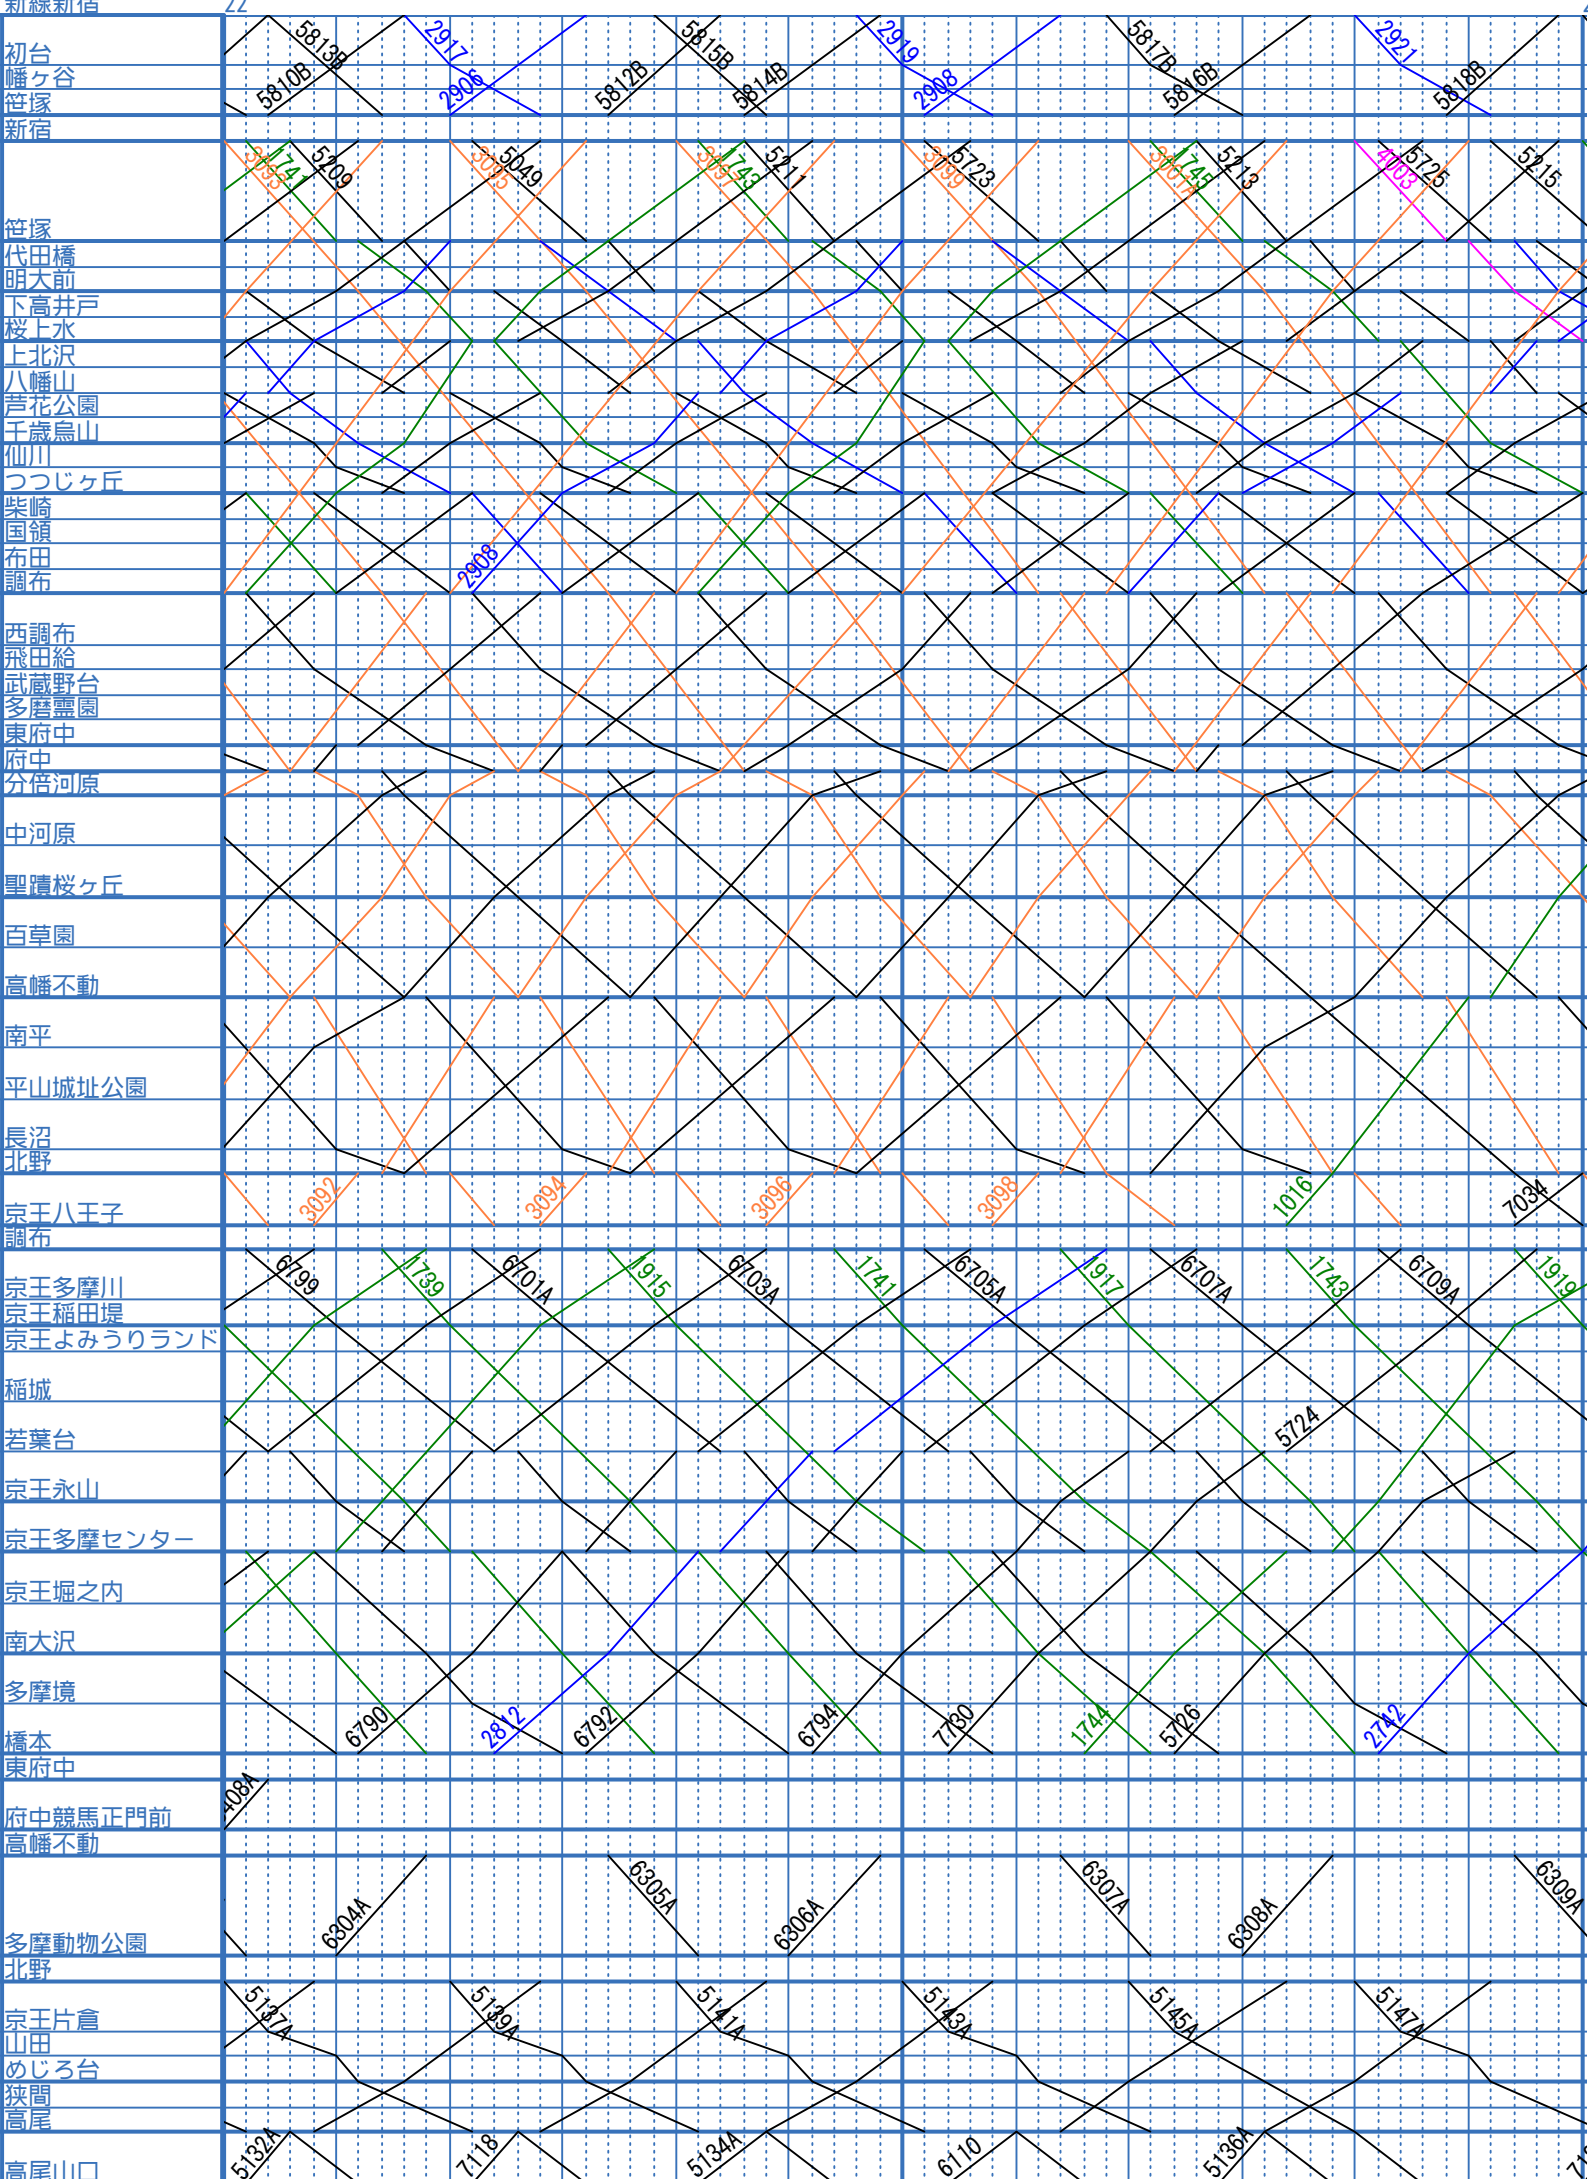 新線新宿 22
初台
幡ヶ谷
笹塚
5813B 5810B 2917 2906 5812B 5815B 5814B 2919 2908 5817B 5816B 2921 5818B
新宿
3093 1741 5209 3095 5049 3097 1743 5211 3099 5723 3001A 1745 5213 4003 5725 5215
笹塚
代田橋
明大前
下高井戸
桜上水
上北沢
八幡山
芦花公園
千歳烏山
仙川
つつじヶ丘
柴崎
国領
布田
2908
調布
西調布
飛田給
武蔵野台
多磨霊園
東府中
府中
分倍河原
中河原
聖蹟桜ヶ丘
百草園
高幡不動
南平
平山城址公園
長沼
北野
3092 3094 3096 3098 1016 7034
京王八王子
調布
6799 1739 6701A 1915 6703A 1741 6705A 1917 6707A 1743 6709A 1919
京王多摩川
京王稲田堤
京王よみうりランド
稲城
5724
若葉台
京王永山
京王多摩センター
京王堀之内
南大沢
多摩境
6790 2812 6792 6794 7730 1744 5726 2742
橋本
東府中
408A
府中競馬正門前
高幡不動
6304A 6305A 6306A 6307A 6308A 6309A
多摩動物公園
北野
5137A 5139A 5141A 5143A 5145A 5147A
京王片倉
山田
めじろ台
狭間
高尾
5132A 7118 5134A 6110 5136A
高尾山口